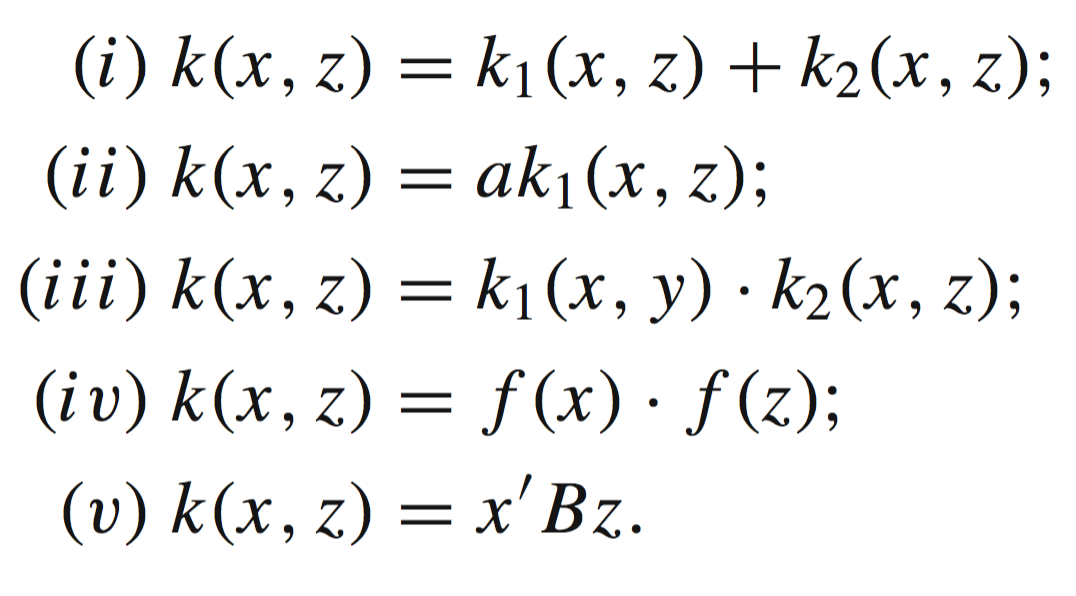 (i) k(x, z) = k₁(x, z) + k₂(x, z);
(ii) k(x, z) = ak₁(x, z);
(iii) k(x, z) = k₁(x, y) · k₂(x, z);
(iv) k(x, z) = f(x) · f(z);
(v) k(x, z) = x′Bz.